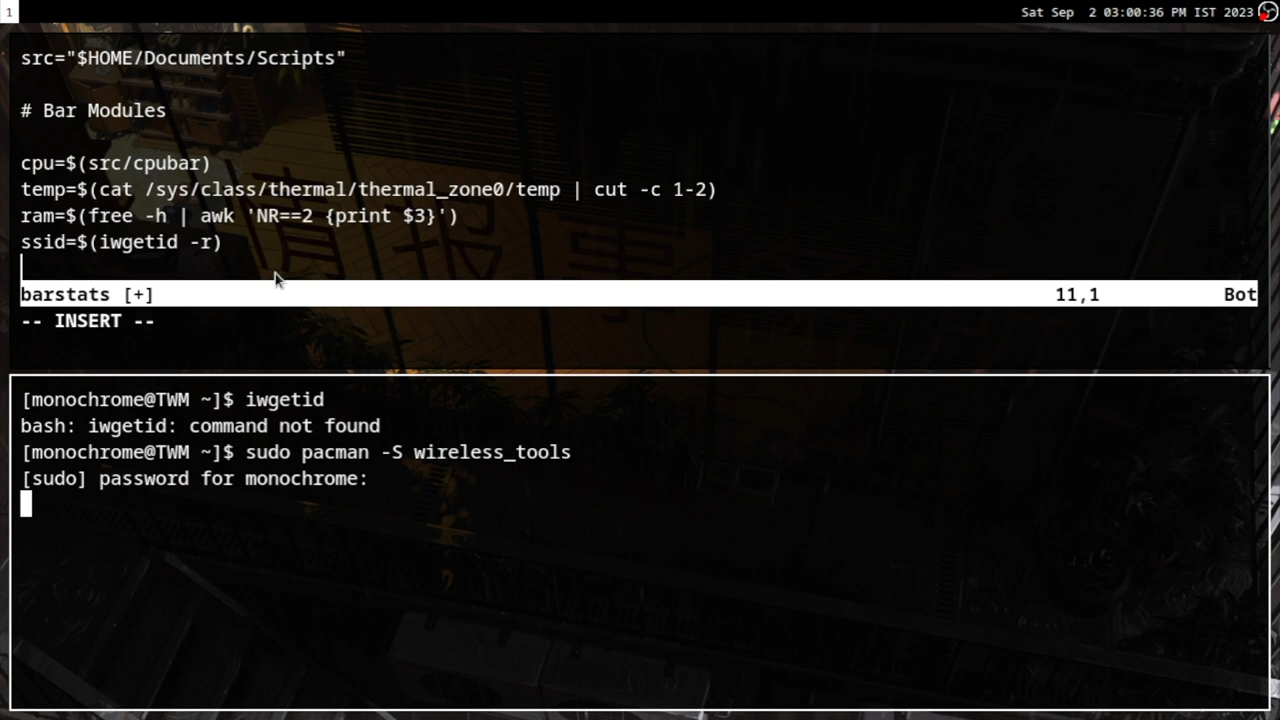 1
Sat Sep  2 03:00:36 PM IST 2023
src="$HOME/Documents/Scripts"
# Bar Modules
cpu=$(src/cpubar)
temp=$(cat /sys/class/thermal/thermal_zone0/temp | cut -c 1-2)
ram=$(free -h | awk 'NR==2 {print $3}')
ssid=$(iwgetid -r)
barstats [+] 11,1 Bot
-- INSERT --
[monochrome@TWM ~]$ iwgetid
bash: iwgetid: command not found
[monochrome@TWM ~]$ sudo pacman -S wireless_tools
[sudo] password for monochrome:
情報